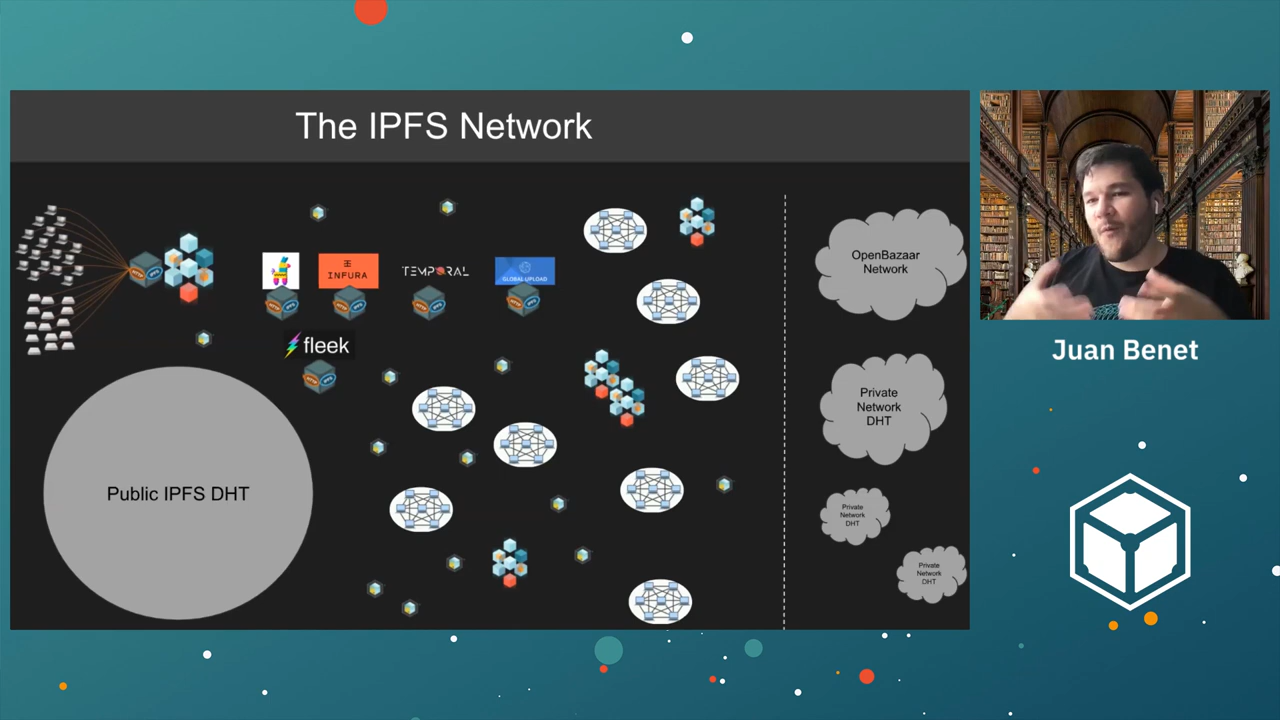 The IPFS Network
INFURA
TEMPORAL
GLOBAL UPLOAD
fleek
Public IPFS DHT
OpenBazaar
Network
Private
Network
DHT
Private
Network
DHT
Private
Network
DHT
Juan Benet